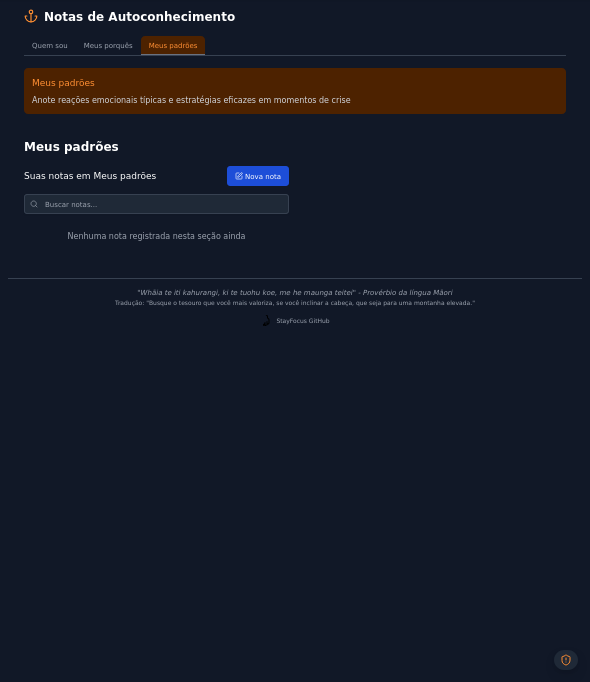 Notas de Autoconhecimento
Quem sou Meus porquês Meus padrões
Meus padrões
Anote reações emocionais típicas e estratégias eficazes em momentos de crise
Meus padrões
Suas notas em Meus padrões
Nova nota
Buscar notas...
Nenhuma nota registrada nesta seção ainda
"Whāia te iti kahurangi, ki te tuohu koe, me he maunga teitei" - Provérbio da língua Māori
Tradução: "Busque o tesouro que você mais valoriza, se você inclinar a cabeça, que seja para uma montanha elevada."
StayFocus GitHub